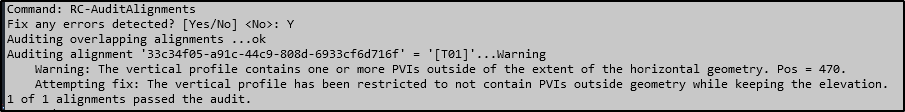 Command: RC-AuditAlignments
Fix any errors detected? [Yes/No] <No>: Y
Auditing overlapping alignments ...ok
Auditing alignment '33c34f05-a91c-44c9-808d-6933cf6d716f' = '[T01]'...Warning
Warning: The vertical profile contains one or more PVIs outside of the extent of the horizontal geometry. Pos = 470.
Attempting fix: The vertical profile has been restricted to not contain PVIs outside geometry while keeping the elevation.
1 of 1 alignments passed the audit.